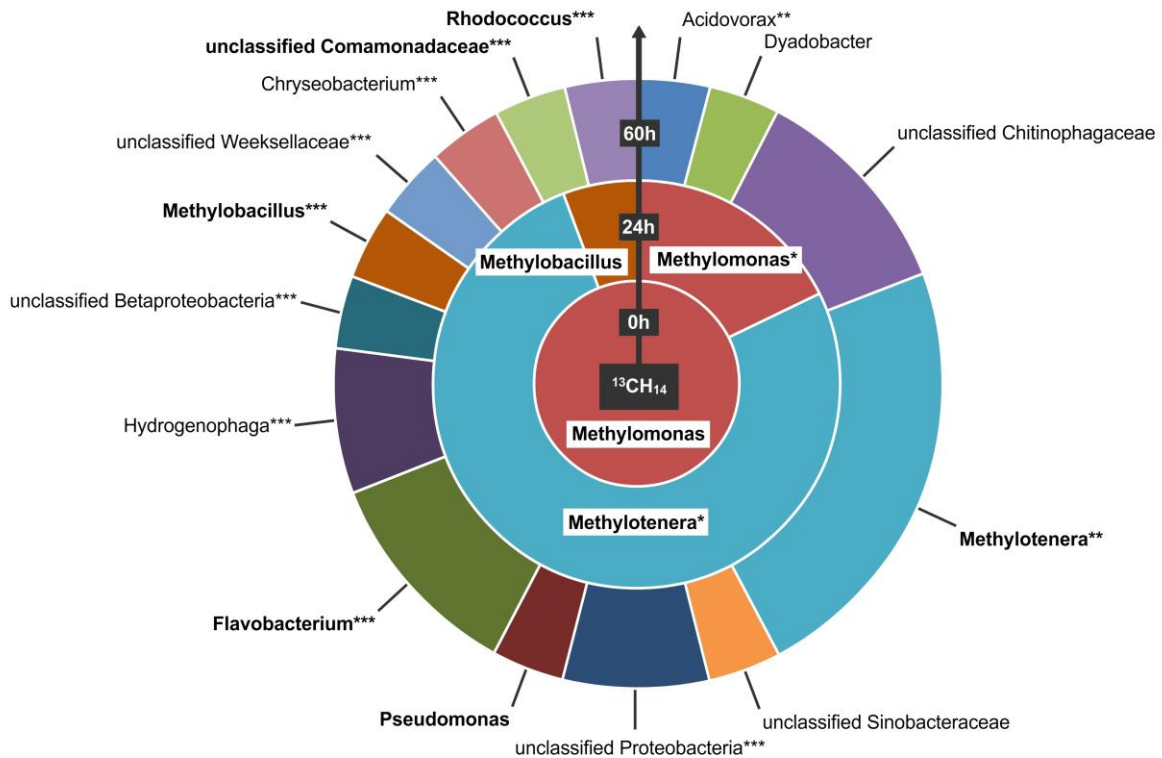 Rhodococcus***
Acidovorax**
unclassified Comamonadaceae***
Dyadobacter
Chryseobacterium***
60h
unclassified Chitinophagaceae
unclassified Weeksellaceae***
Methylobacillus***
24h
Methylobacillus
Methylomonas*
unclassified Betaproteobacteria***
0h
¹³CH₁₄
Hydrogenophaga***
Methylomonas
Methylotenera*
Methylotenera**
Flavobacterium***
Pseudomonas
unclassified Sinobacteraceae
unclassified Proteobacteria***